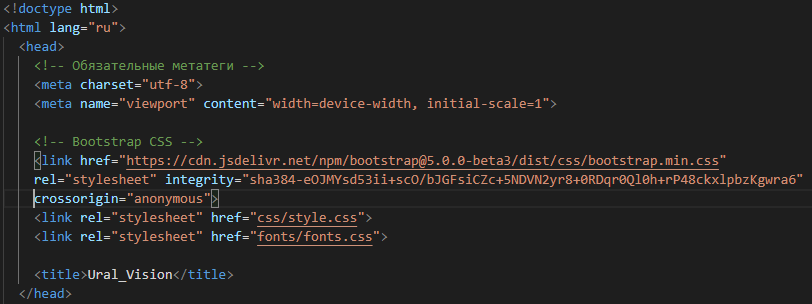 <!doctype html>
<html lang="ru">
<head>
<!-- Обязательные метатеги -->
<meta charset="utf-8">
<meta name="viewport" content="width=device-width, initial-scale=1">
<!-- Bootstrap CSS -->
<link href="https://cdn.jsdelivr.net/npm/bootstrap@5.0.0-beta3/dist/css/bootstrap.min.css"
rel="stylesheet" integrity="sha384-eOJMYsd53ii+scO/bJGFsiCZc+5NDVN2yr8+0RDqr0Ql0h+rP48ckxlpbzKgwra6"
crossorigin="anonymous">
<link rel="stylesheet" href="css/style.css">
<link rel="stylesheet" href="fonts/fonts.css">
<title>Ural_Vision</title>
</head>